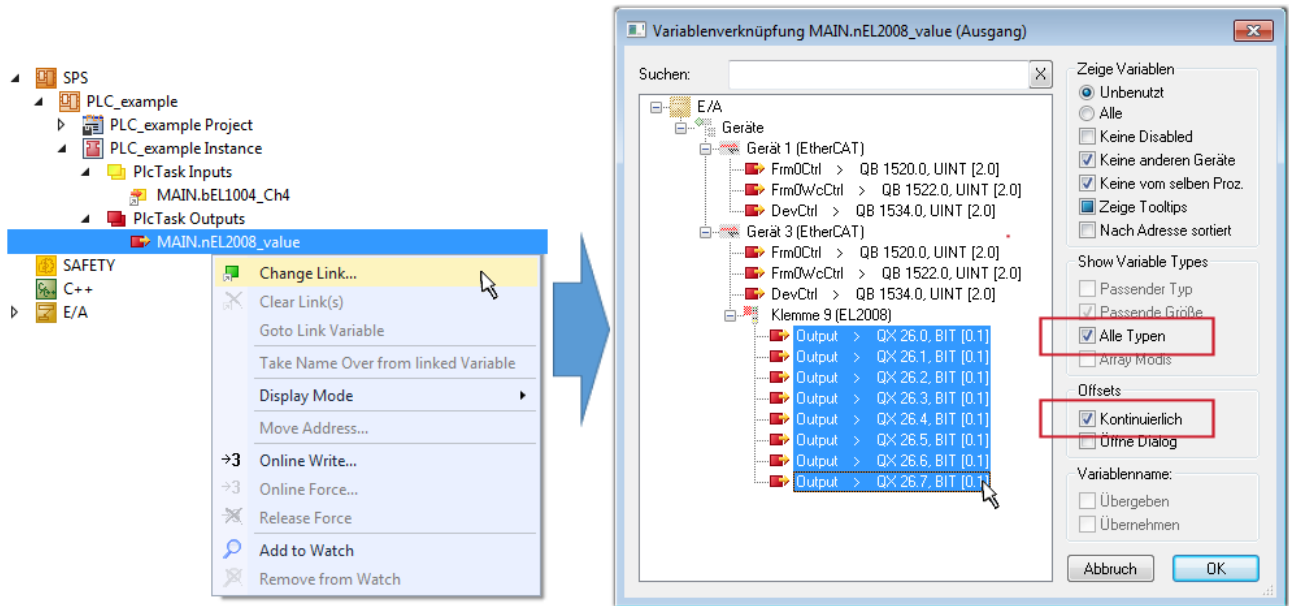 SPS
PLC_example
PLC_example Project
PLC_example Instance
PlcTask Inputs
MAIN.bEL1004_Ch4
PlcTask Outputs
MAIN.nEL2008_value
SAFETY
C++
E/A
Change Link...
Clear Link(s)
Goto Link Variable
Take Name Over from linked Variable
Display Mode
Move Address...
Online Write...
Online Force...
Release Force
Add to Watch
Remove from Watch
Variablenverknüpfung MAIN.nEL2008_value (Ausgang)
Suchen:
X
E/A
Geräte
Gerät 1 (EtherCAT)
Frm0Ctrl > QB 1520.0, UINT [2.0]
Frm0WcCtrl > QB 1522.0, UINT [2.0]
DevCtrl > QB 1534.0, UINT [2.0]
Gerät 3 (EtherCAT)
Frm0Ctrl > QB 1520.0, UINT [2.0]
Frm0WcCtrl > QB 1522.0, UINT [2.0]
DevCtrl > QB 1534.0, UINT [2.0]
Klemme 9 (EL2008)
Output > QX 26.0, BIT [0.1]
Output > QX 26.1, BIT [0.1]
Output > QX 26.2, BIT [0.1]
Output > QX 26.3, BIT [0.1]
Output > QX 26.4, BIT [0.1]
Output > QX 26.5, BIT [0.1]
Output > QX 26.6, BIT [0.1]
Output > QX 26.7, BIT [0.1]
Zeige Variablen
Unbenutzt
Alle
Keine Disabled
Keine anderen Geräte
Keine vom selben Proz.
Zeige Tooltips
Nach Adresse sortiert
Show Variable Types
Passender Typ
Passende Größe
Alle Typen
Array Modis
Offsets
Kontinuierlich
Öffne Dialog
Variablenname:
Übergeben
Übernehmen
Abbruch
OK